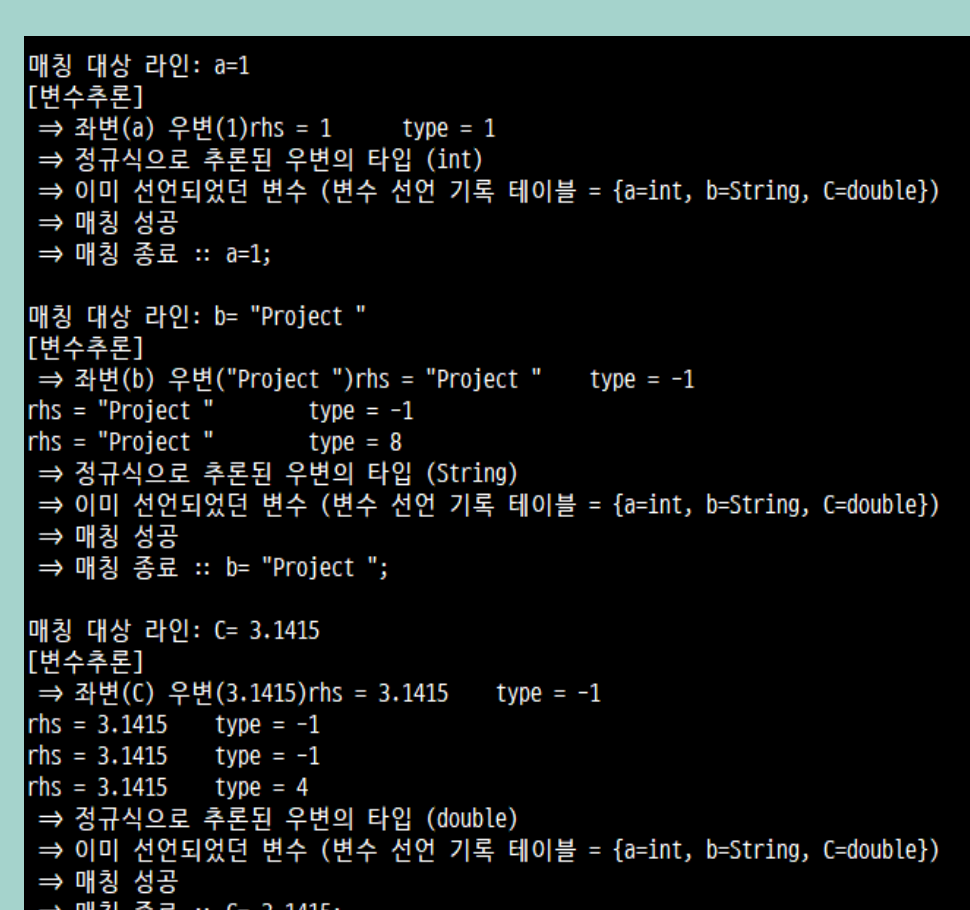 매칭 대상 라인: a=1
[변수추론]
⇒ 좌변(a) 우변(1)rhs = 1 type = 1
⇒ 정규식으로 추론된 우변의 타입 (int)
⇒ 이미 선언되었던 변수 (변수 선언 기록 테이블 = {a=int, b=String, C=double})
⇒ 매칭 성공
⇒ 매칭 종료 :: a=1;
매칭 대상 라인: b= "Project "
[변수추론]
⇒ 좌변(b) 우변("Project ")rhs = "Project " type = -1
rhs = "Project " type = -1
rhs = "Project " type = 8
⇒ 정규식으로 추론된 우변의 타입 (String)
⇒ 이미 선언되었던 변수 (변수 선언 기록 테이블 = {a=int, b=String, C=double})
⇒ 매칭 성공
⇒ 매칭 종료 :: b= "Project ";
매칭 대상 라인: C= 3.1415
[변수추론]
⇒ 좌변(C) 우변(3.1415)rhs = 3.1415 type = -1
rhs = 3.1415 type = -1
rhs = 3.1415 type = -1
rhs = 3.1415 type = 4
⇒ 정규식으로 추론된 우변의 타입 (double)
⇒ 이미 선언되었던 변수 (변수 선언 기록 테이블 = {a=int, b=String, C=double})
⇒ 매칭 성공
⇒ 매칭 종료 :: C= 3.1415;